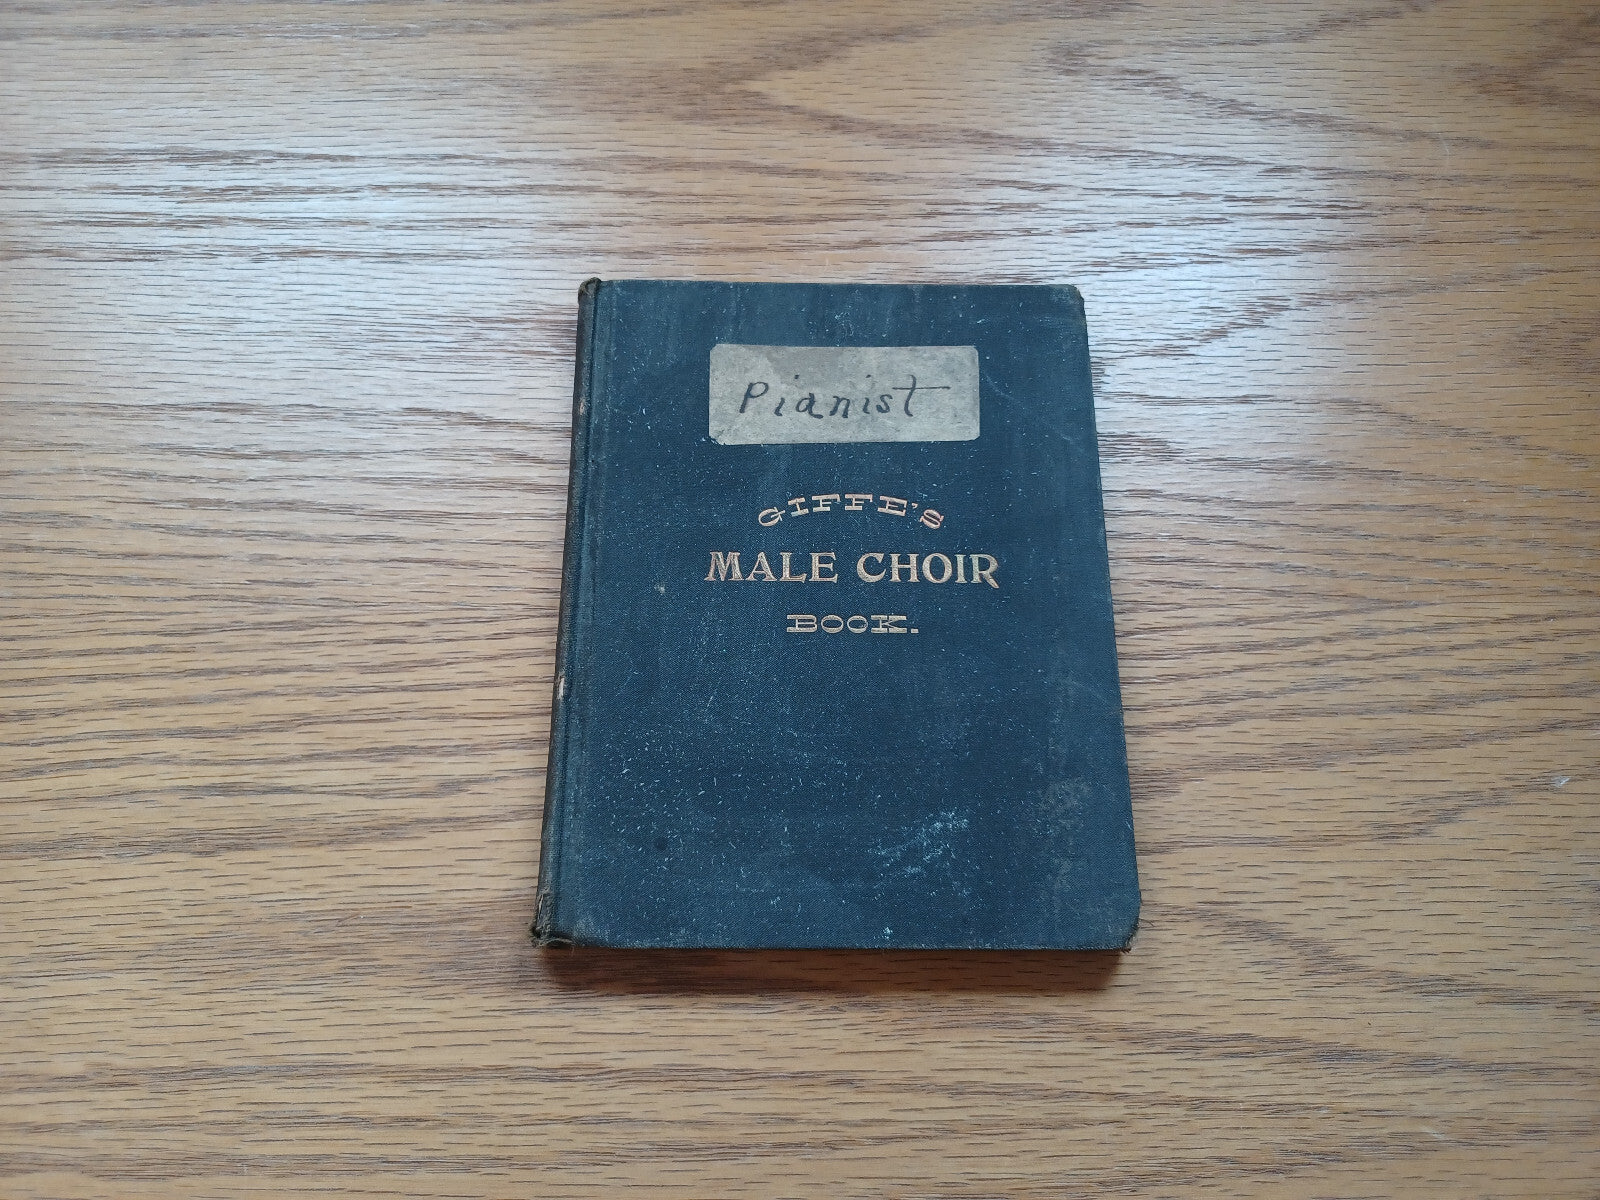 Pianist
GIFFE'S
MALE CHOIR
BOOK.